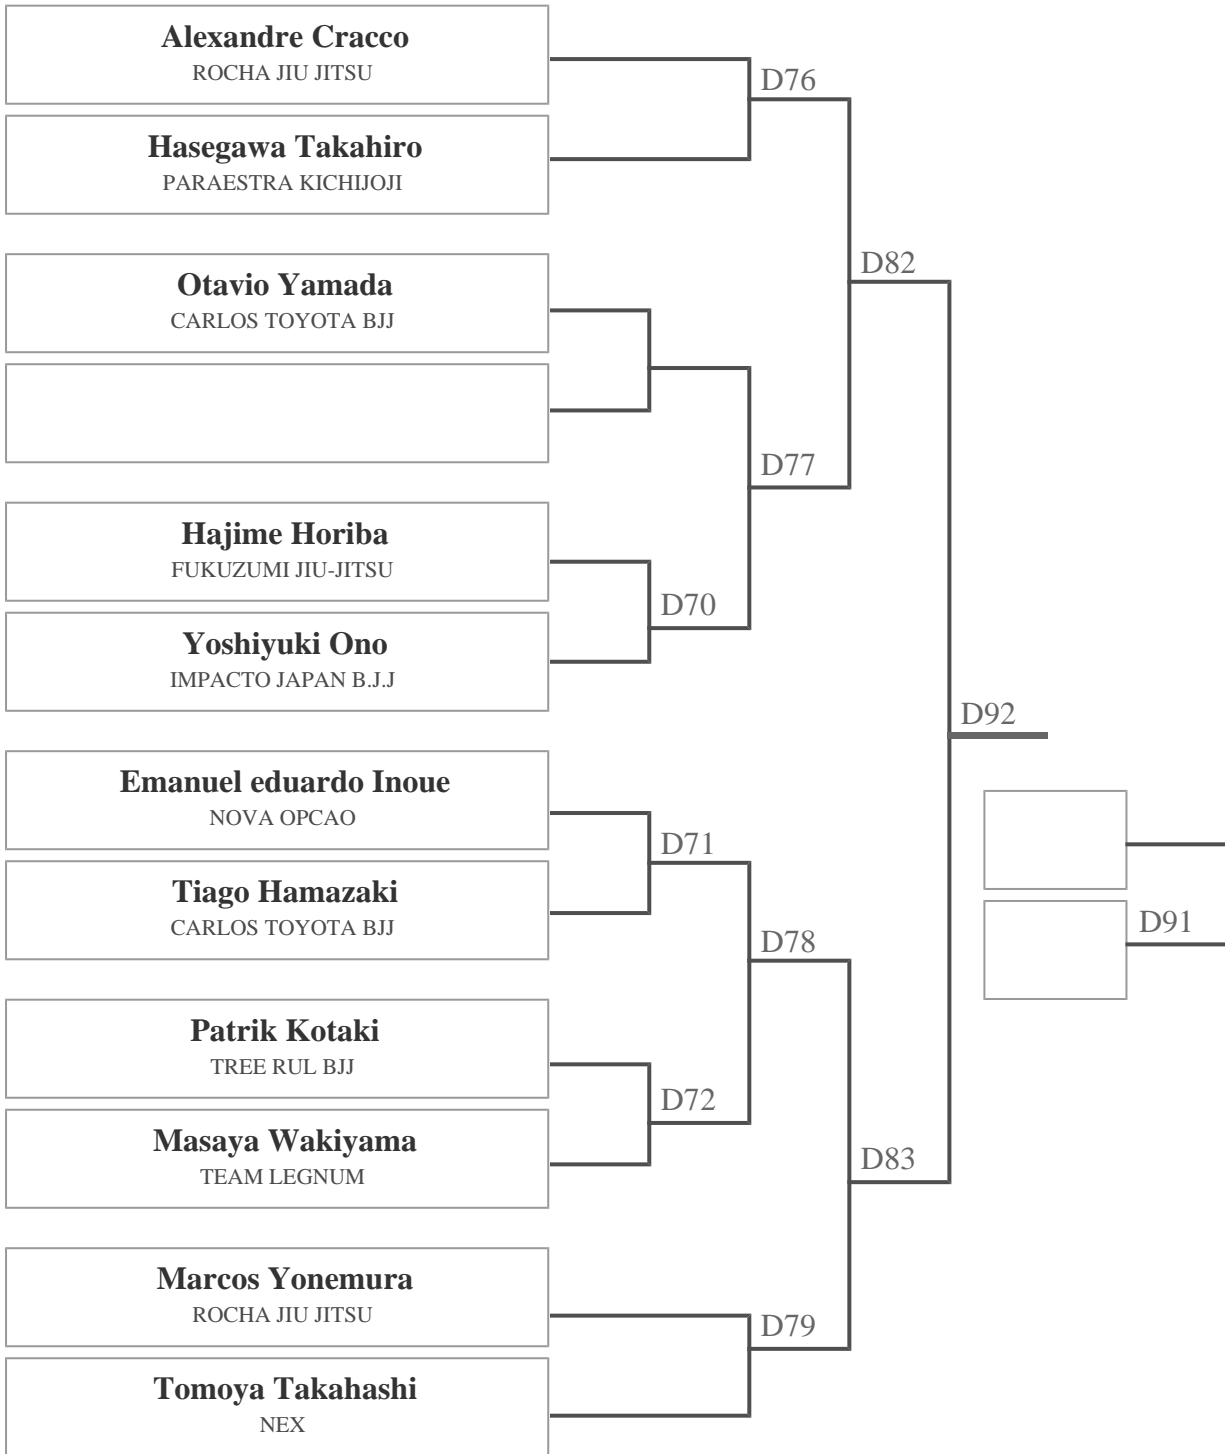 Alexandre Cracco
ROCHA JIU JITSU
D76
Hasegawa Takahiro
PARAESTRA KICHIJOJI
Otavio Yamada
CARLOS TOYOTA BJJ
D82
D77
Hajime Horiba
FUKUZUMI JIU-JITSU
D70
Yoshiyuki Ono
IMPACTO JAPAN B.J.J
D92
Emanuel eduardo Inoue
NOVA OPCAO
D71
Tiago Hamazaki
CARLOS TOYOTA BJJ
D91
D78
Patrik Kotaki
TREE RUL BJJ
D72
Masaya Wakiyama
TEAM LEGNUM
D83
Marcos Yonemura
ROCHA JIU JITSU
D79
Tomoya Takahashi
NEX